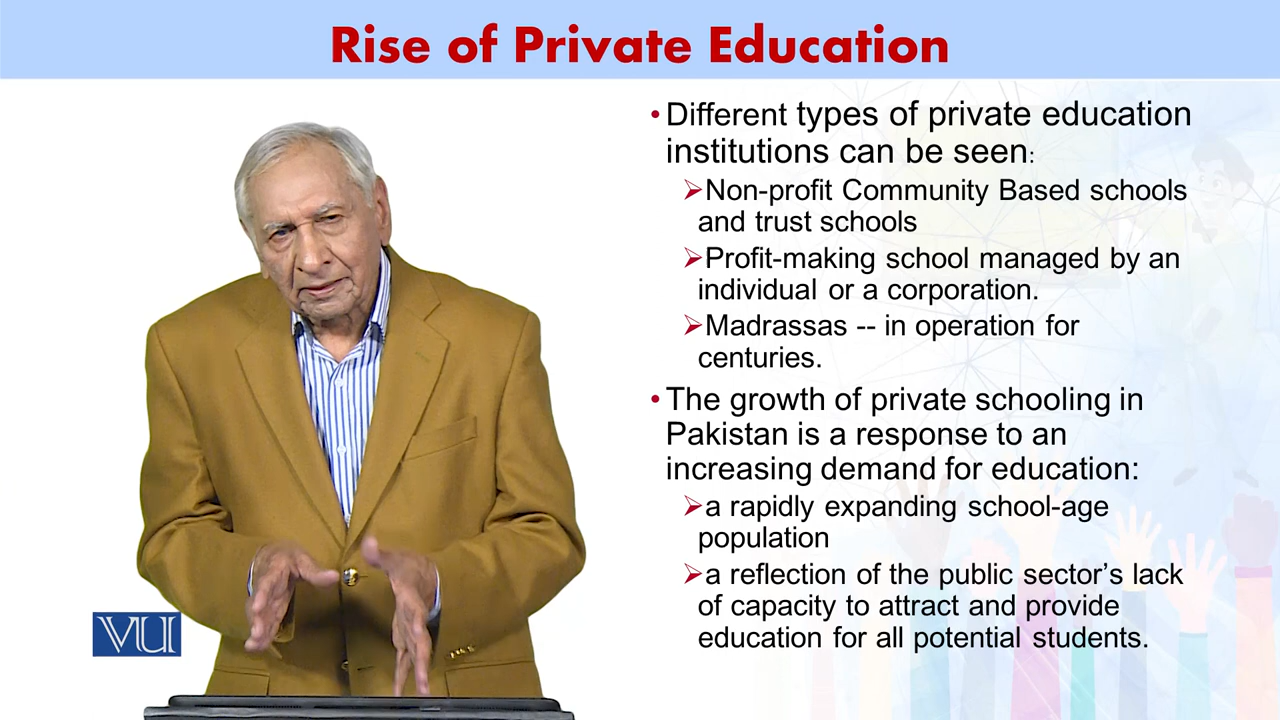 Rise of Private Education
•Different types of private education
institutions can be seen:
➢Non-profit Community Based schools
and trust schools
➢Profit-making school managed by an
individual or a corporation.
➢Madrassas -- in operation for
centuries.
•The growth of private schooling in
Pakistan is a response to an
increasing demand for education:
➢a rapidly expanding school-age
population
➢a reflection of the public sector’s lack
of capacity to attract and provide
education for all potential students.
VU